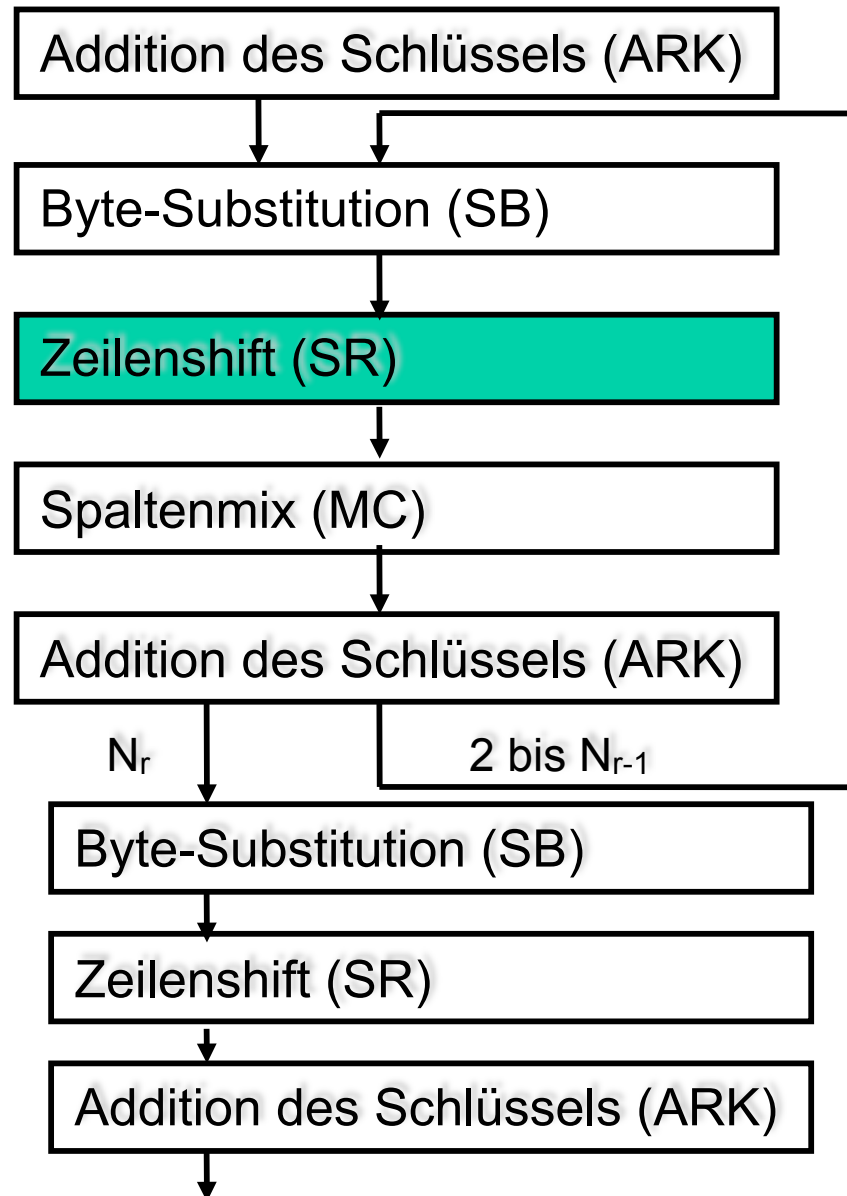 Addition des Schlüssels (ARK)
Byte-Substitution (SB)
Zeilenshift (SR)
Spaltenmix (MC)
Addition des Schlüssels (ARK)
Nr 2 bis Nr-1
Byte-Substitution (SB)
Zeilenshift (SR)
Addition des Schlüssels (ARK)